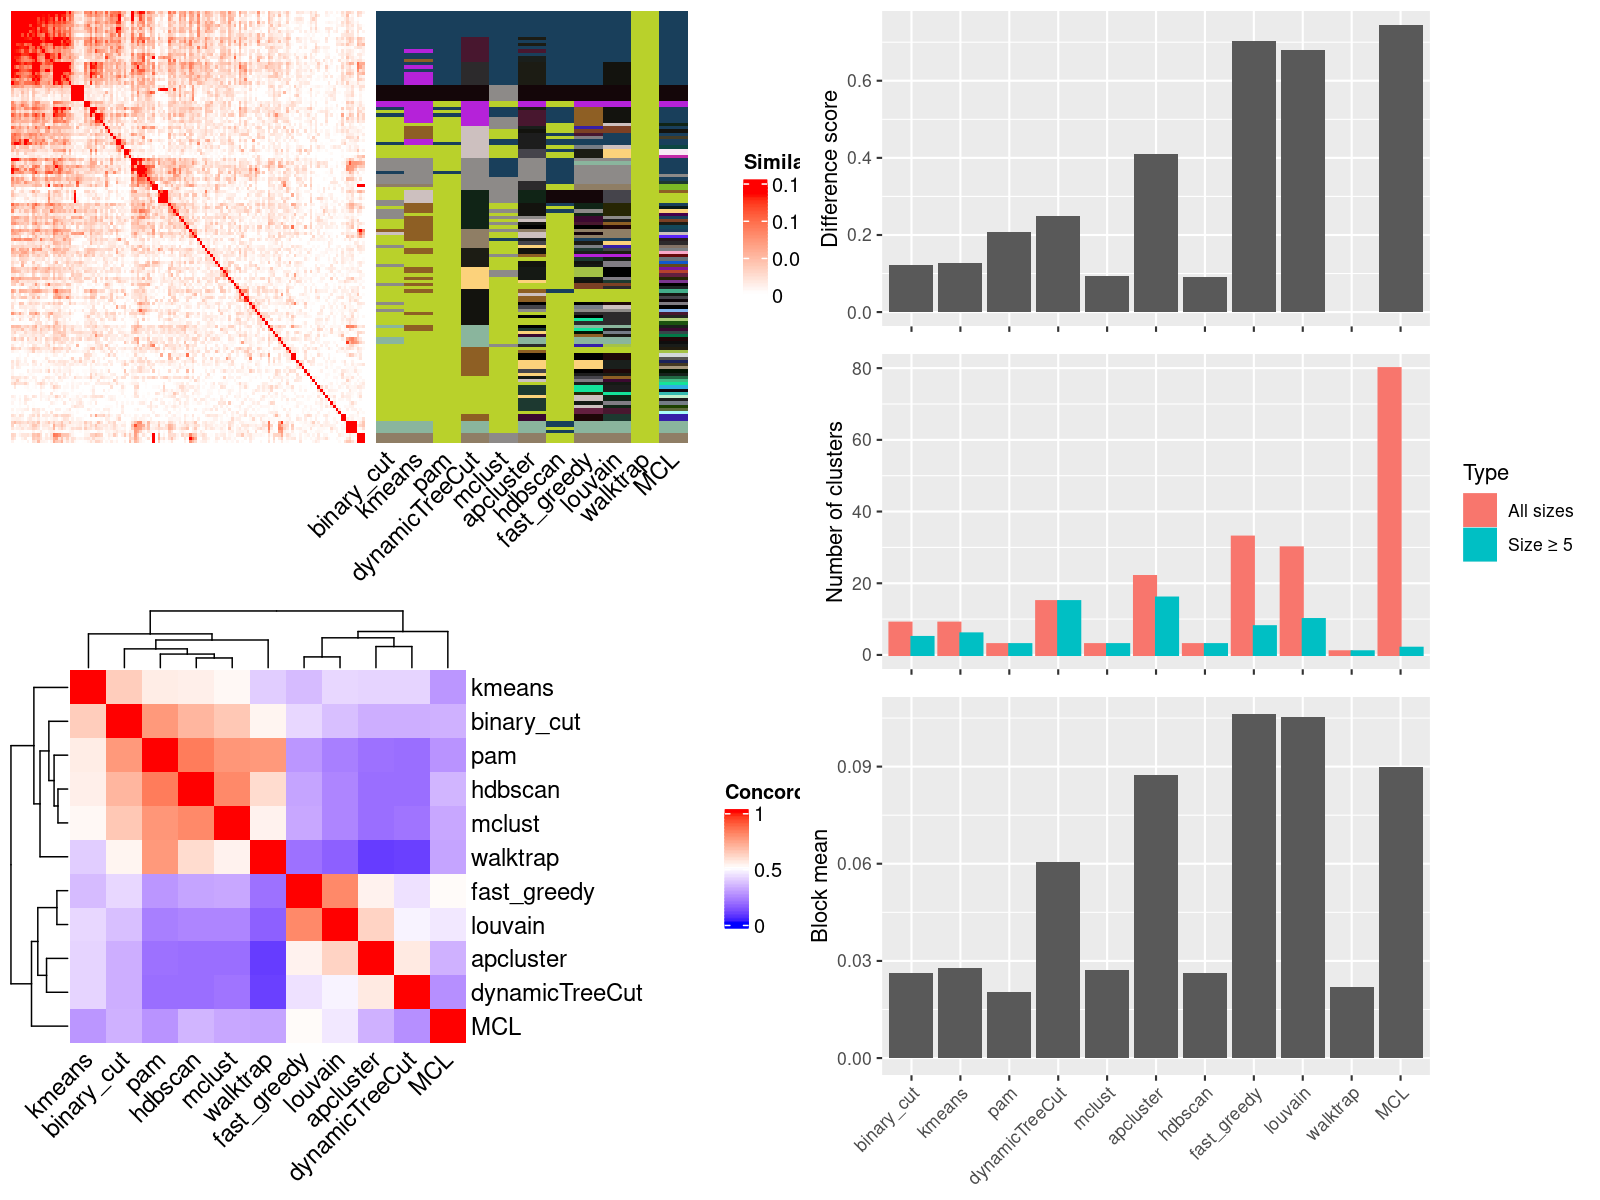 Simila
0.1
0.1
0.0
0
binary_cut
kmeans
pam
dynamicTreeCut
mclust
apcluster
hdbscan
fast_greedy
louvain
walktrap
MCL
kmeans
binary_cut
pam
hdbscan
mclust
walktrap
fast_greedy
louvain
apcluster
dynamicTreeCut
MCL
kmeans
binary_cut
pam
hdbscan
mclust
walktrap
fast_greedy
louvain
apcluster
dynamicTreeCut
MCL
Concord
1
0.5
0
Difference score
0.6
0.4
0.2
0.0
Number of clusters
80
60
40
20
0
Type
All sizes
Size ≥ 5
Block mean
0.09
0.06
0.03
0.00
binary_cut
kmeans
pam
dynamicTreeCut
mclust
apcluster
hdbscan
fast_greedy
louvain
walktrap
MCL